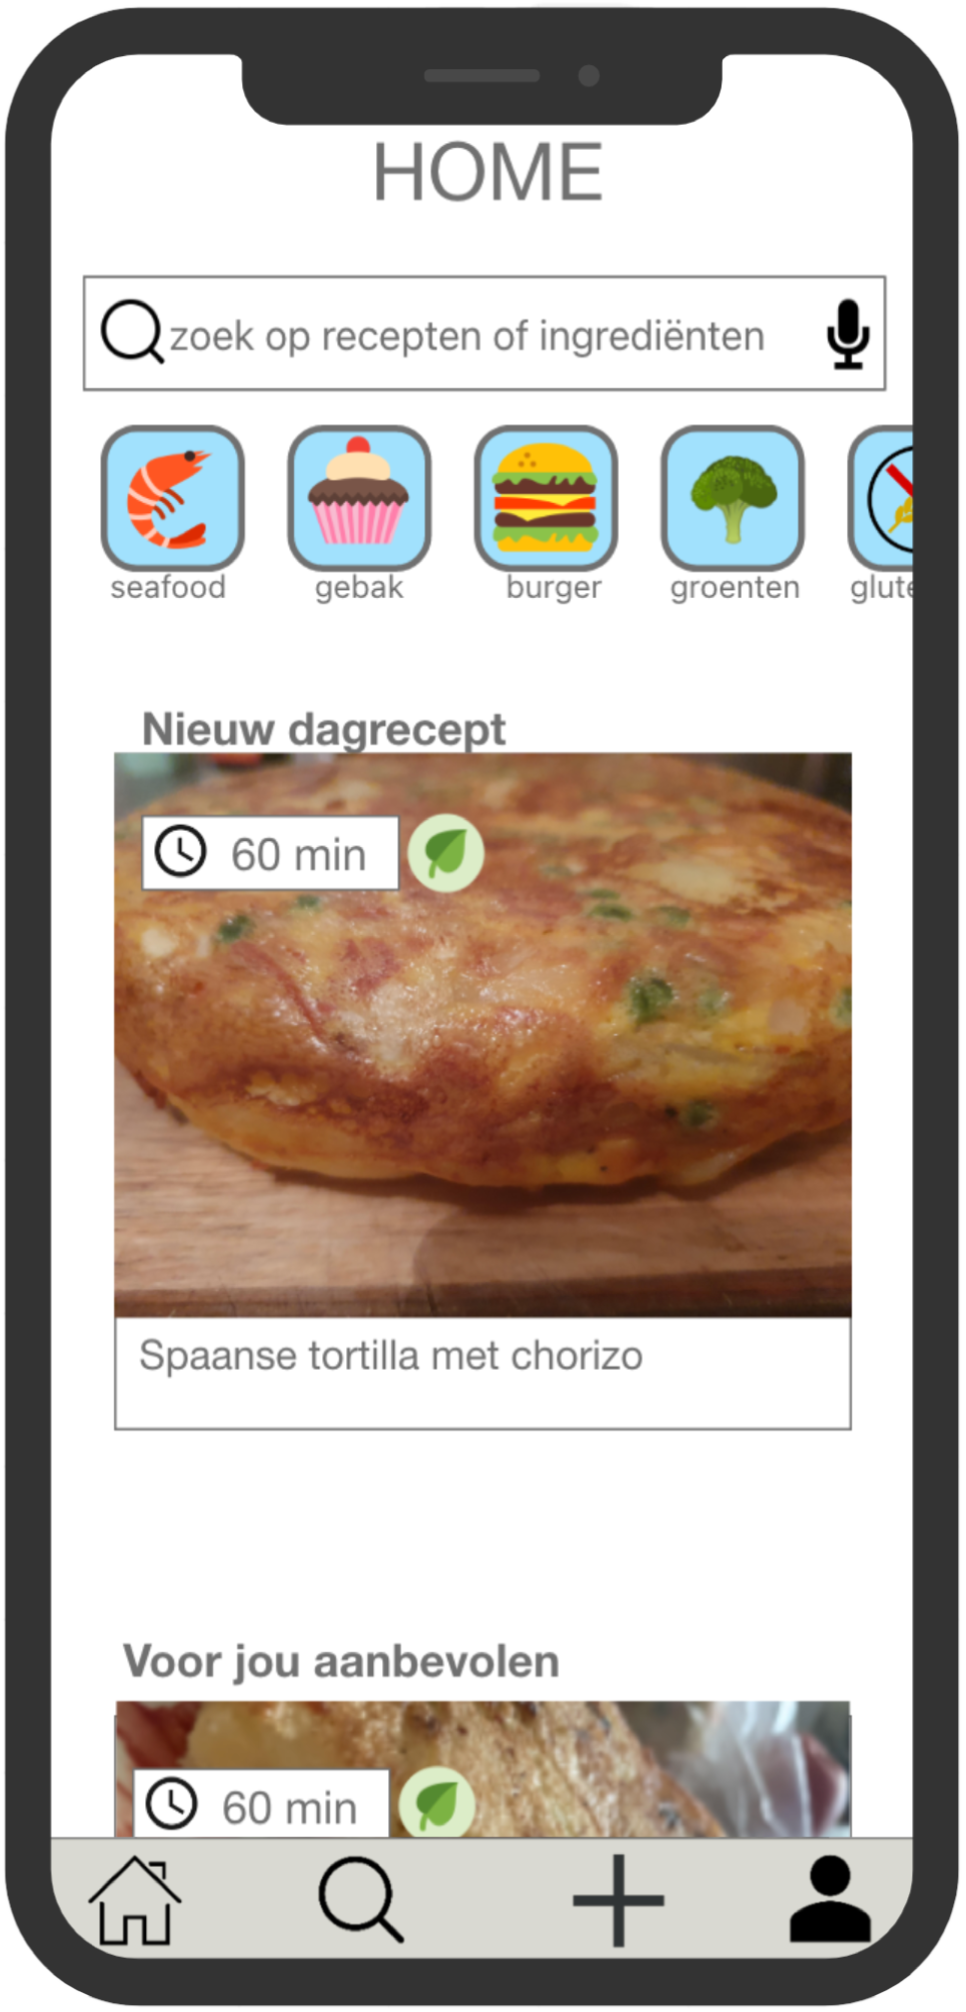 HOME
zoek op recepten of ingrediënten
seafood gebak burger groenten glute
Nieuw dagrecept
60 min
Spaanse tortilla met chorizo
Voor jou aanbevolen
60 min